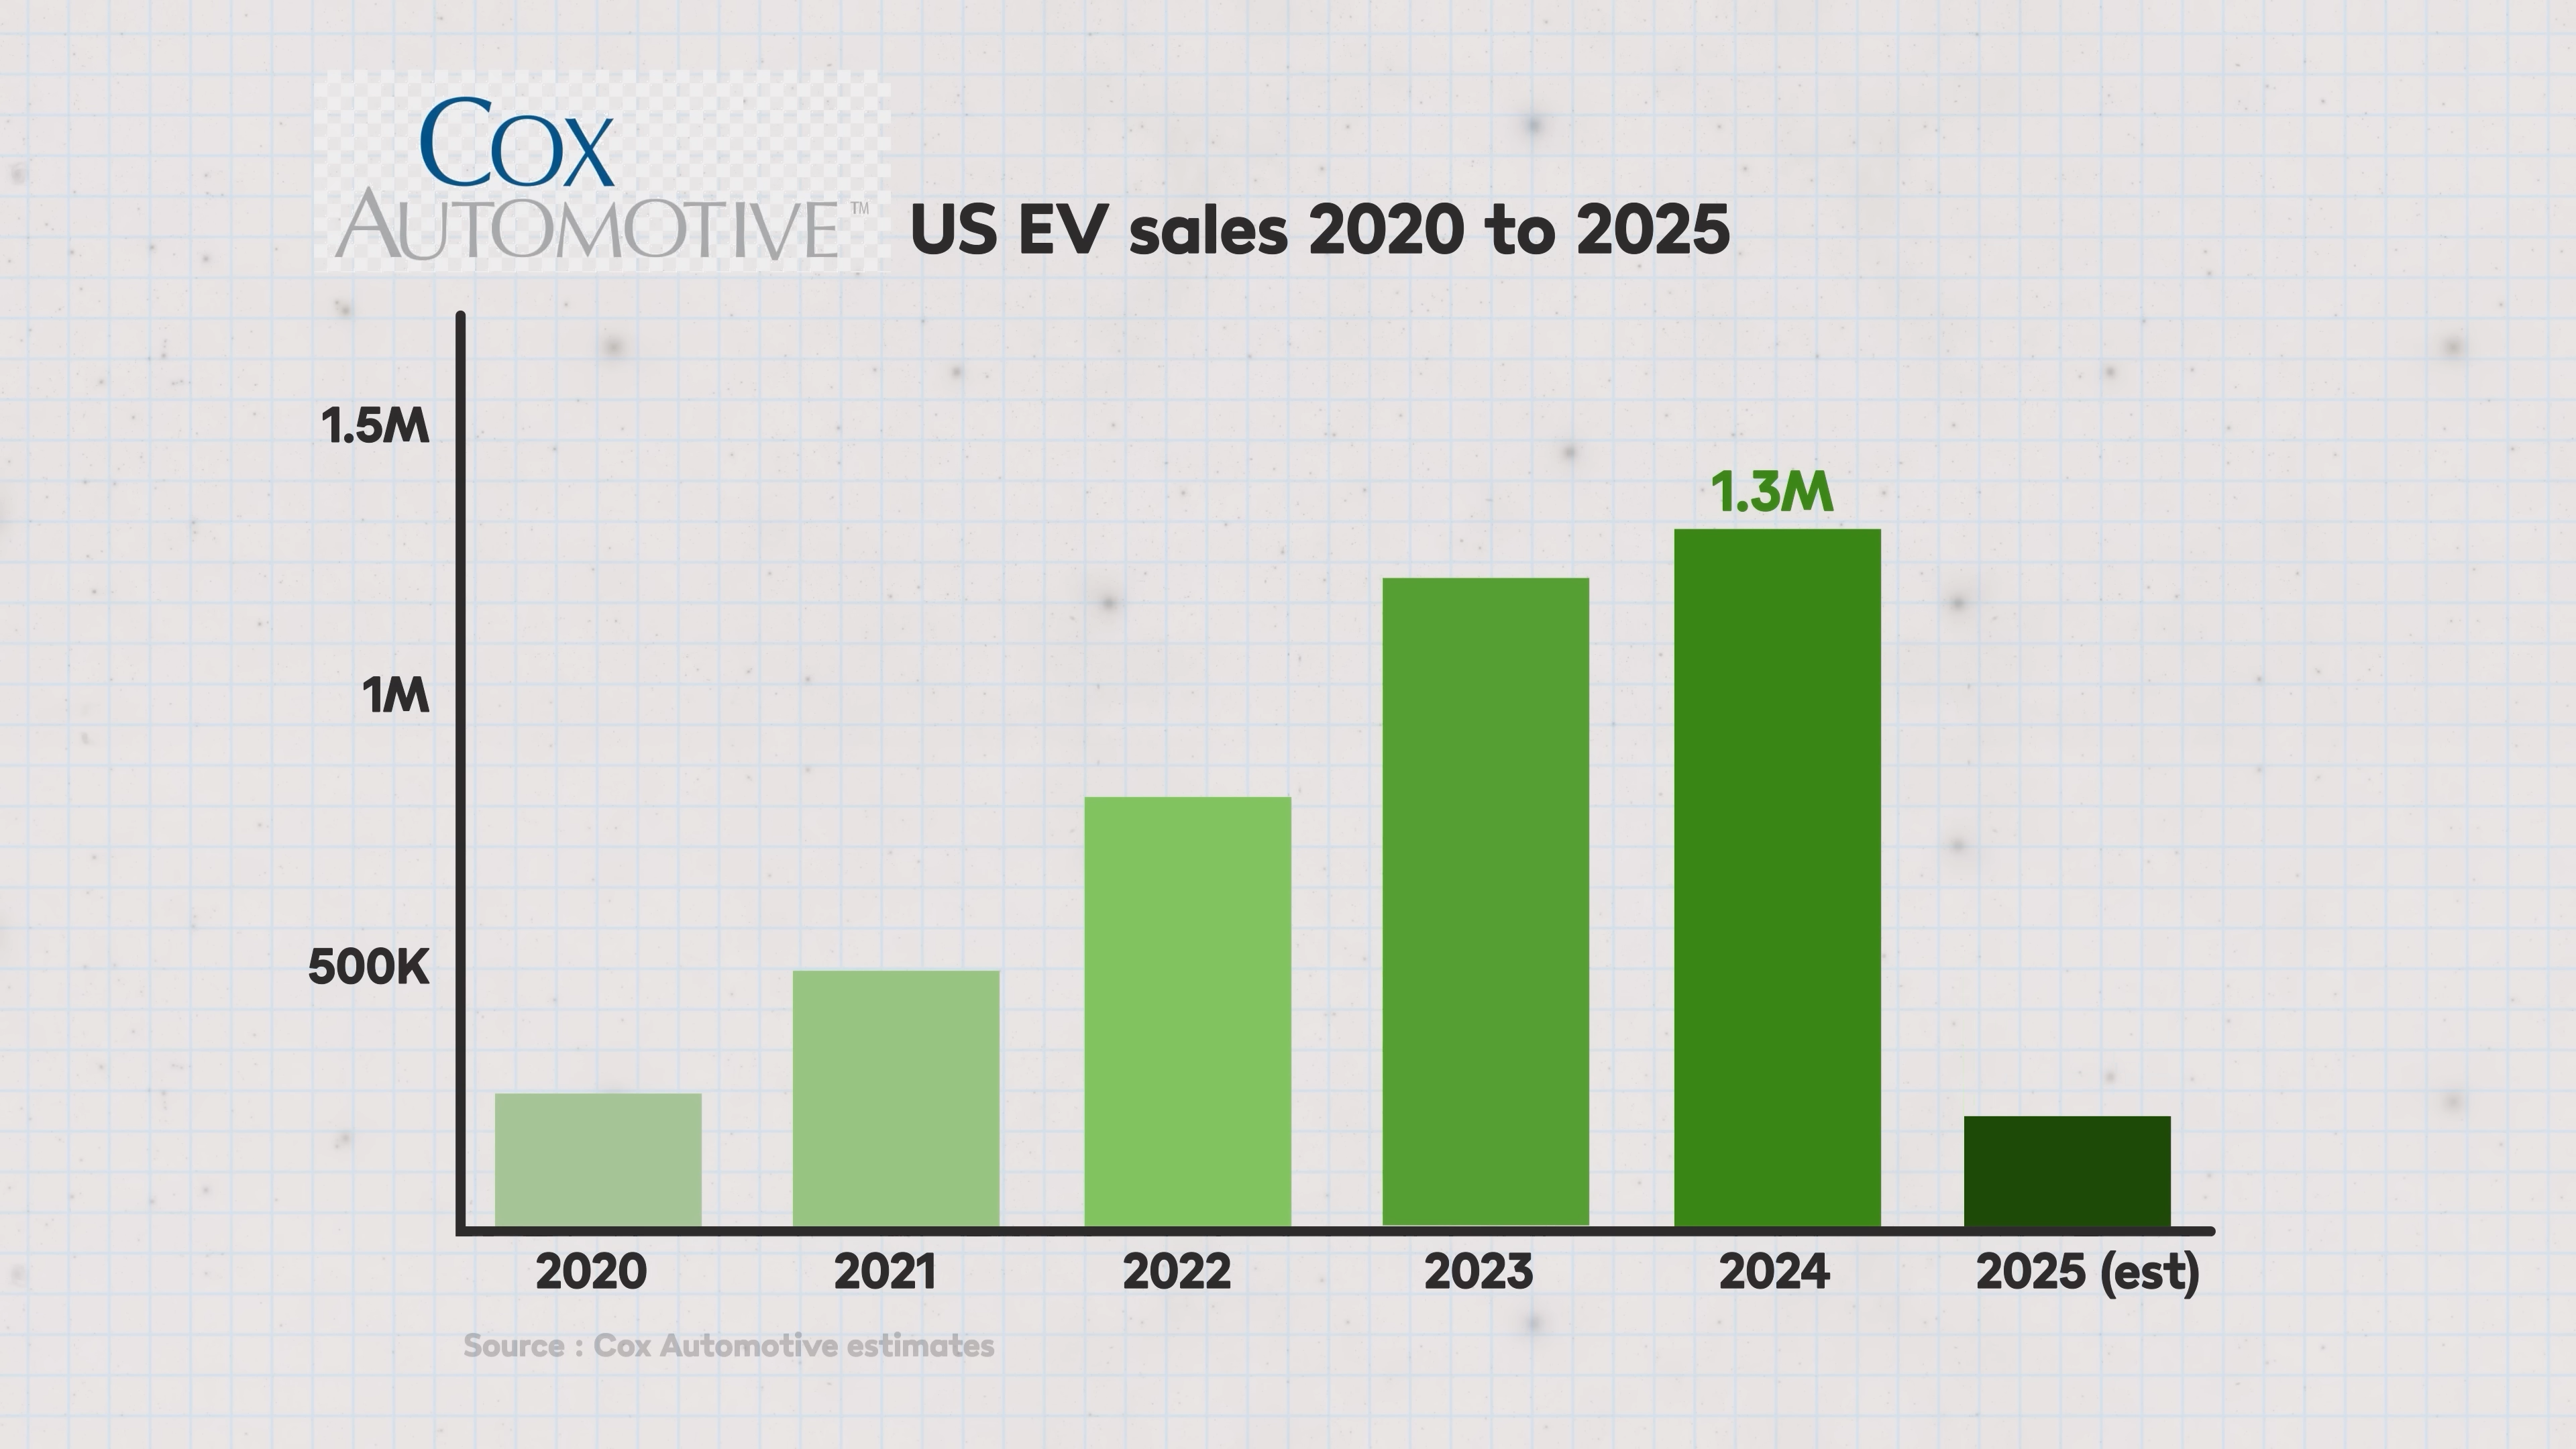 COX
AUTOMOTIVE™
US EV sales 2020 to 2025
1.5M
1.3M
1M
500K
2020 2021 2022 2023 2024 2025 (est)
Source : Cox Automotive estimates